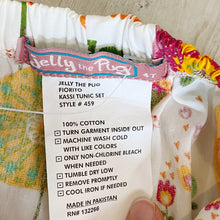 Jelly the Pug
4T
JELLY THE PUG
FIORITO
KASSI TUNIC SET
STYLE # 459
100% COTTON
TURN GARMENT INSIDE OUT
MACHINE WASH COLD
WITH LIKE COLORS
ONLY NON-CHLORINE BLEACH
WHEN NEEDED
TUMBLE DRY LOW
REMOVE PROMPTLY
COOL IRON IF NEEDED
MADE IN PAKISTAN
RN# 132266